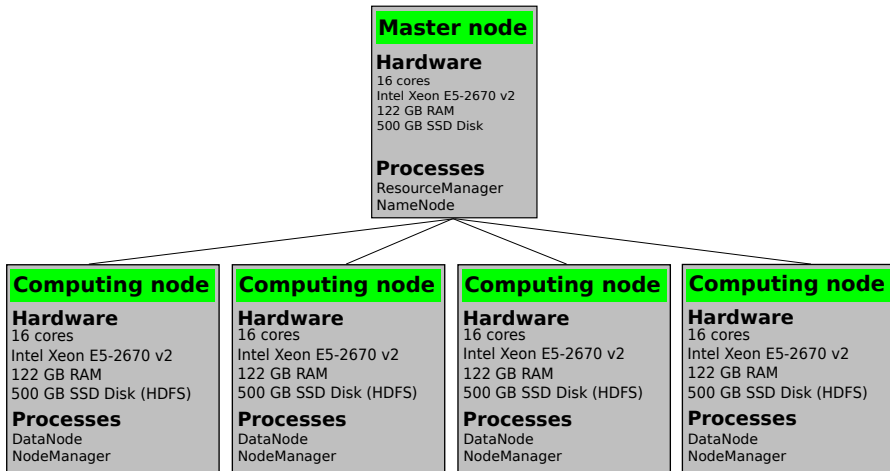 Master node
Hardware
16 cores
Intel Xeon E5-2670 v2
122 GB RAM
500 GB SSD Disk
Processes
ResourceManager
NameNode
Computing node
Hardware
16 cores
Intel Xeon E5-2670 v2
122 GB RAM
500 GB SSD Disk (HDFS)
Processes
DataNode
NodeManager
Computing node
Hardware
16 cores
Intel Xeon E5-2670 v2
122 GB RAM
500 GB SSD Disk (HDFS)
Processes
DataNode
NodeManager
Computing node
Hardware
16 cores
Intel Xeon E5-2670 v2
122 GB RAM
500 GB SSD Disk (HDFS)
Processes
DataNode
NodeManager
Computing node
Hardware
16 cores
Intel Xeon E5-2670 v2
122 GB RAM
500 GB SSD Disk (HDFS)
Processes
DataNode
NodeManager